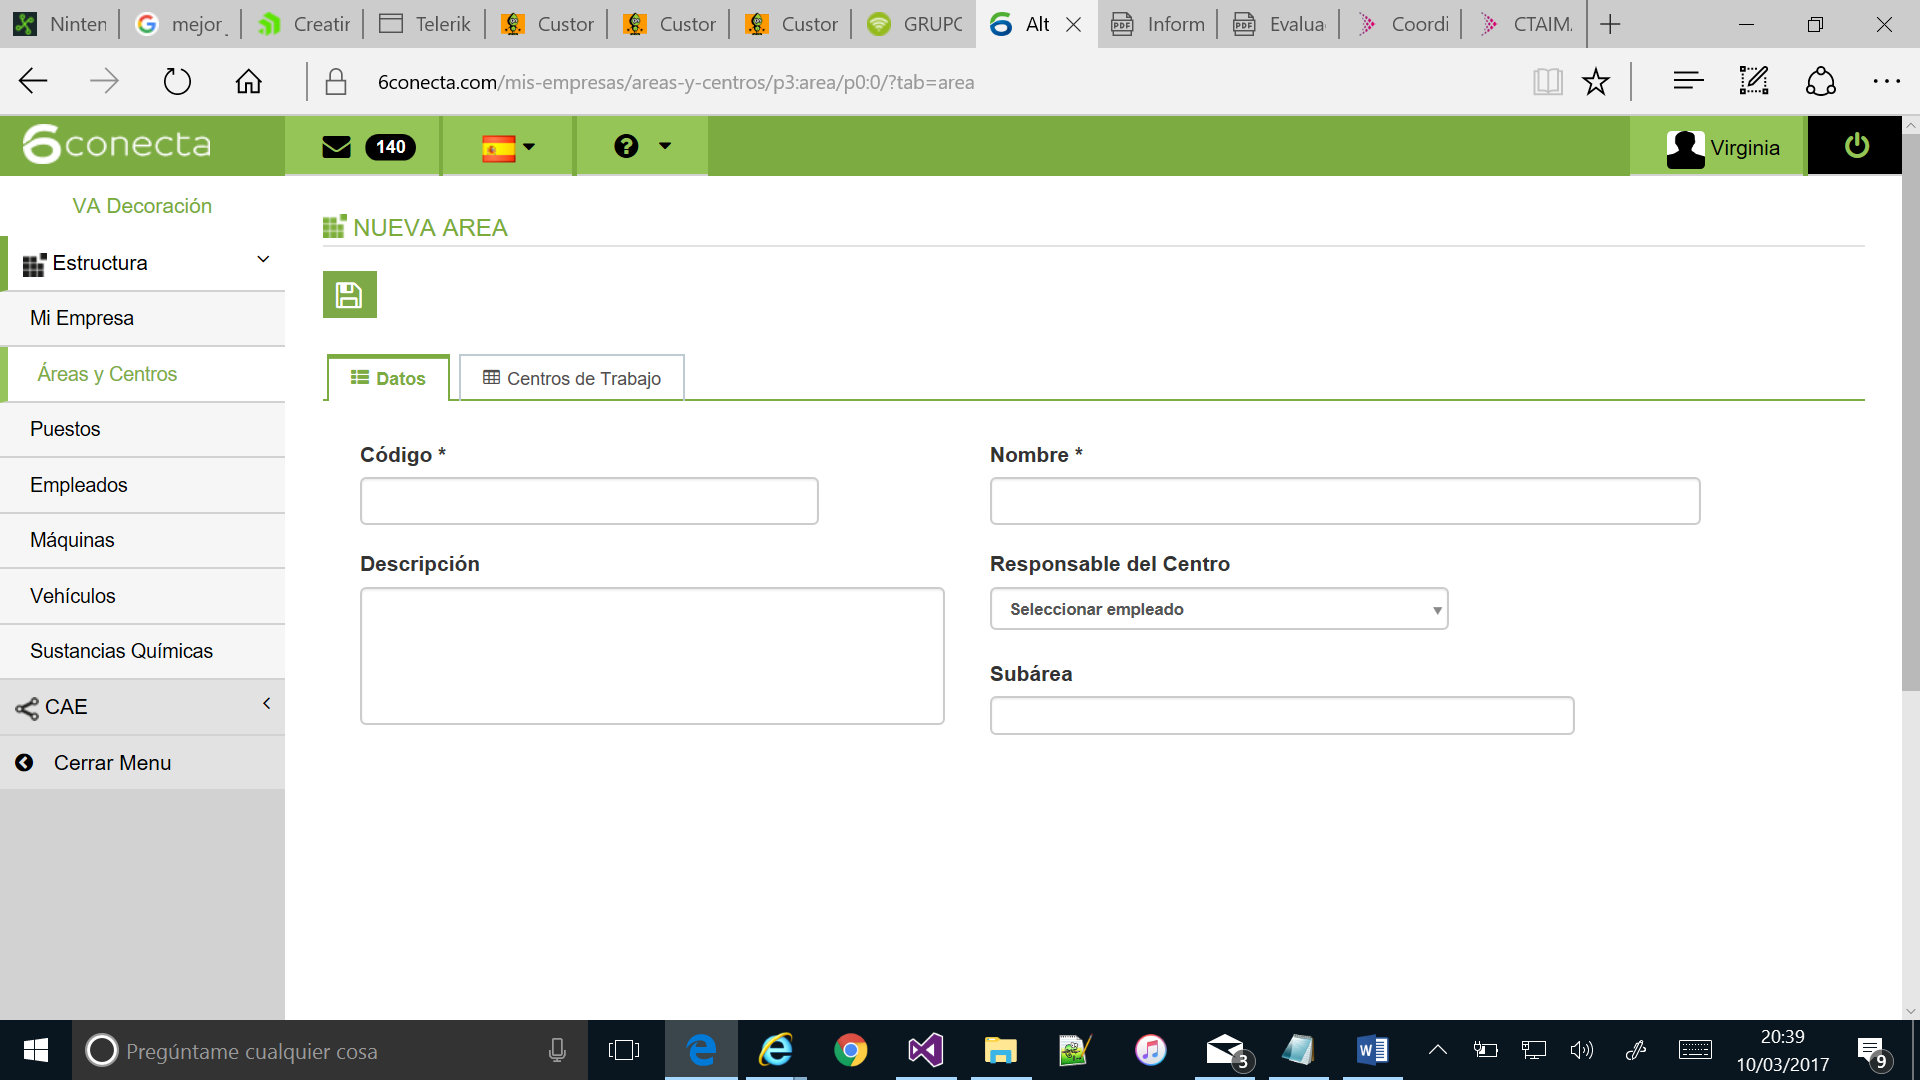 Ninten
mejor
Creatir
Telerik
Custor
Custor
Custor
GRUPO
Alt
Inform
Evalua
Coordi
CTAIM
6conecta.com/mis-empresas/areas-y-centros/p3:area/p0:0/?tab=area
6conecta
140
Virginia
VA Decoración
Estructura
Mi Empresa
Áreas y Centros
Puestos
Empleados
Máquinas
Vehículos
Sustancias Químicas
CAE
Cerrar Menu
NUEVA AREA
Datos
Centros de Trabajo
Código *
Nombre *
Descripción
Responsable del Centro
Seleccionar empleado
Subárea
Pregúntame cualquier cosa
3
20:39
10/03/2017
9